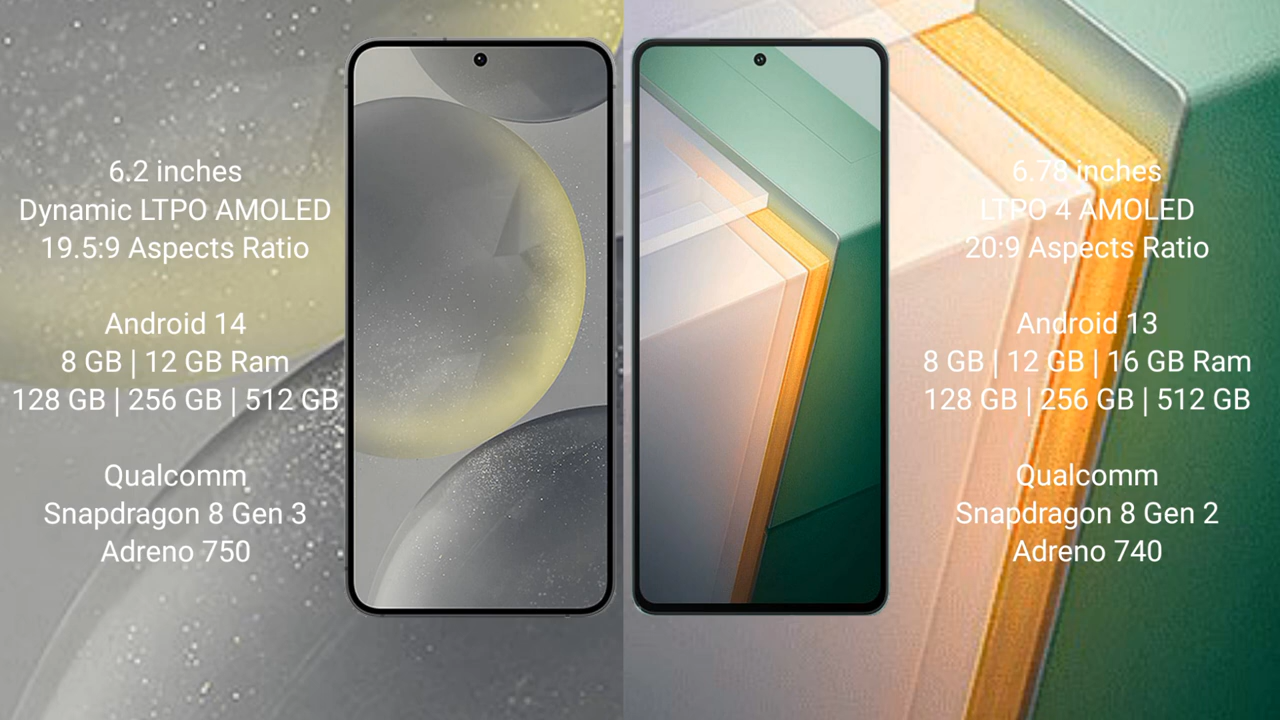 6.2 inches
Dynamic LTPO AMOLED
19.5:9 Aspects Ratio
Android 14
8 GB | 12 GB Ram
128 GB | 256 GB | 512 GB
Qualcomm
Snapdragon 8 Gen 3
Adreno 750
6.78 inches
LTPO 4 AMOLED
20:9 Aspects Ratio
Android 13
8 GB | 12 GB | 16 GB Ram
128 GB | 256 GB | 512 GB
Qualcomm
Snapdragon 8 Gen 2
Adreno 740